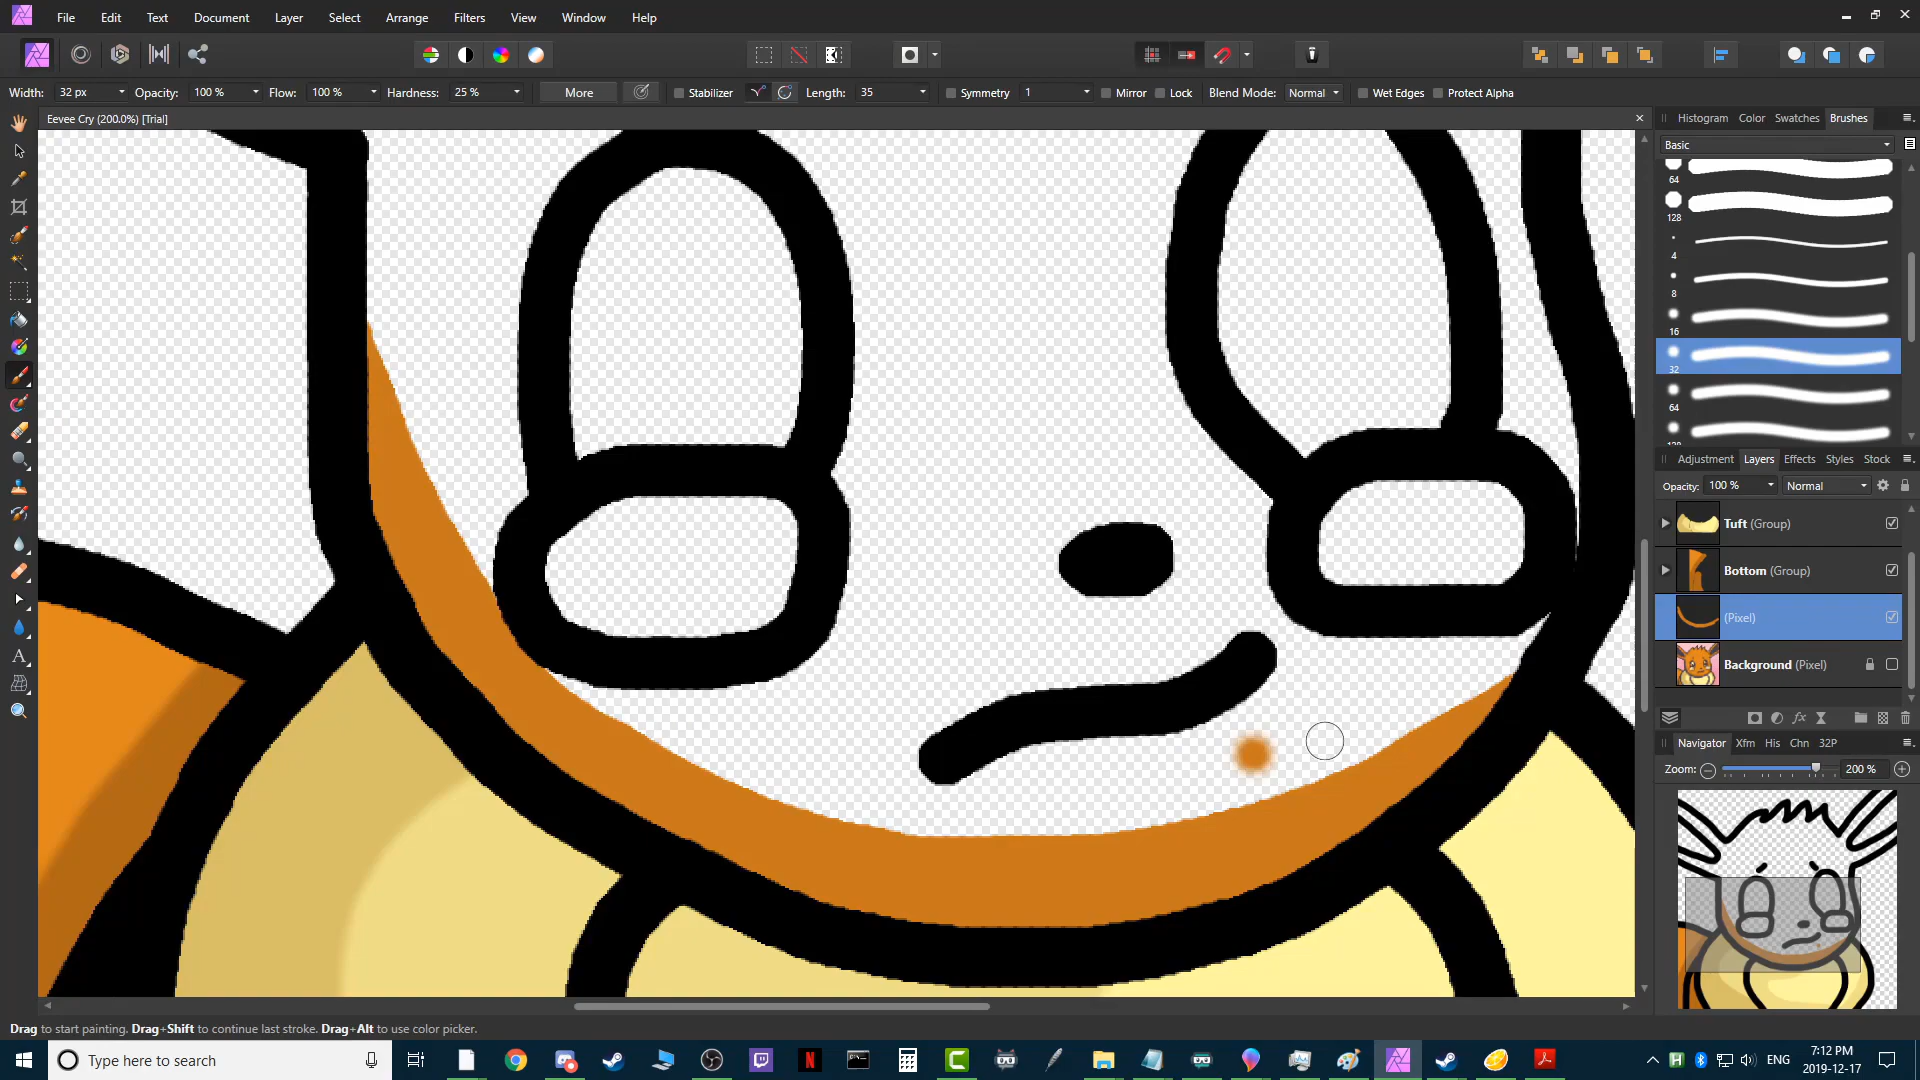 File Edit Text Document Layer Select Arrange Filters View Window Help
Width: 32 px Opacity: 100 % Flow: 100 % Hardness: 25 % More Stabilizer Length: 35 Symmetry 1 Mirror Lock Blend Mode: Normal Wet Edges Protect Alpha
Eevee Cry (200.0%) [Trial]
Histogram Color Swatches Brushes
Basic
64
128
4
8
16
32
64
128
Adjustment Layers Effects Styles Stock
Opacity: 100 % Normal
Tuft (Group)
Bottom (Group)
(Pixel)
Background (Pixel)
Navigator Xfm His Chn 32P
Zoom: 200 %
Drag to start painting. Drag+Shift to continue last stroke. Drag+Alt to use color picker.
Type here to search
ENG
7:12 PM
2019-12-17